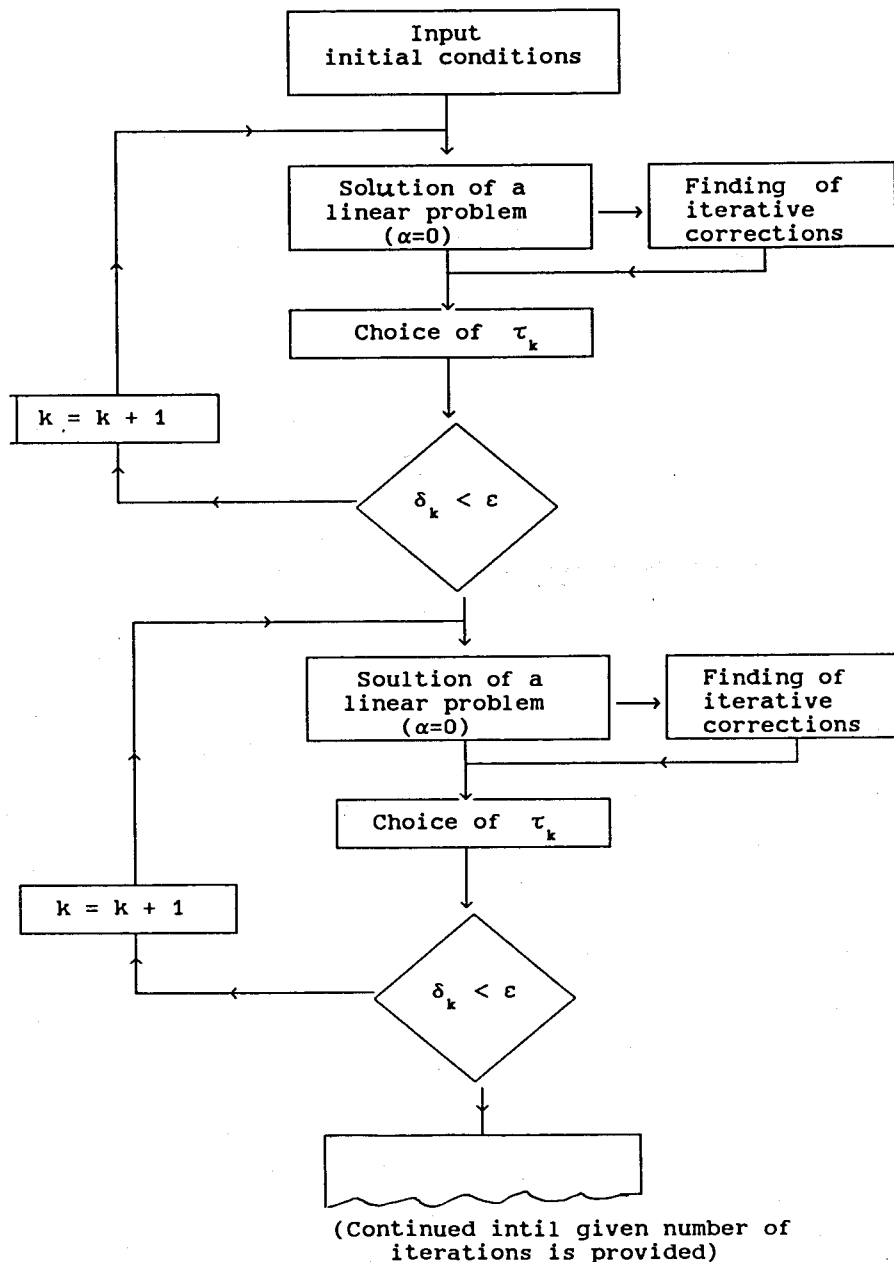 Input
initial conditions
Solution of a
linear problem
(α=0)
Finding of
iterative
corrections
Choice of τk
k = k + 1
δk < ε
Soultion of a
linear problem
(α=0)
Finding of
iterative
corrections
Choice of τk
k = k + 1
δk < ε
(Continued intil given number of
iterrations is provided)